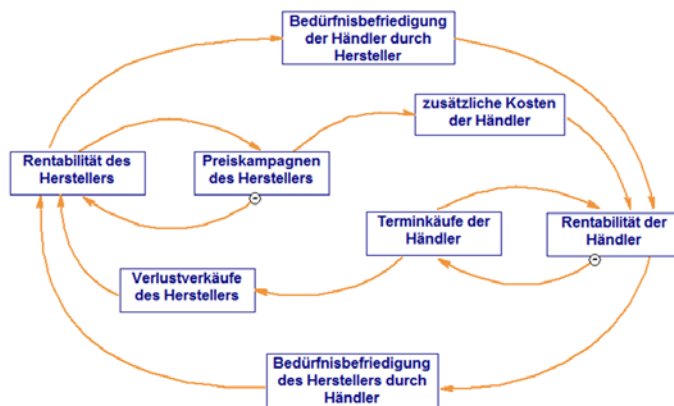 Bedürfnisbefriedigung
der Händler durch
Hersteller
zusätzliche Kosten
der Händler
Rentabilität des
Herstellers
Preiskampagnen
des Herstellers
Terminkäufe der
Händler
Rentabilität der
Händler
Verlustverkäufe
des Herstellers
Bedürfnisbefriedigung
des Herstellers durch
Händler